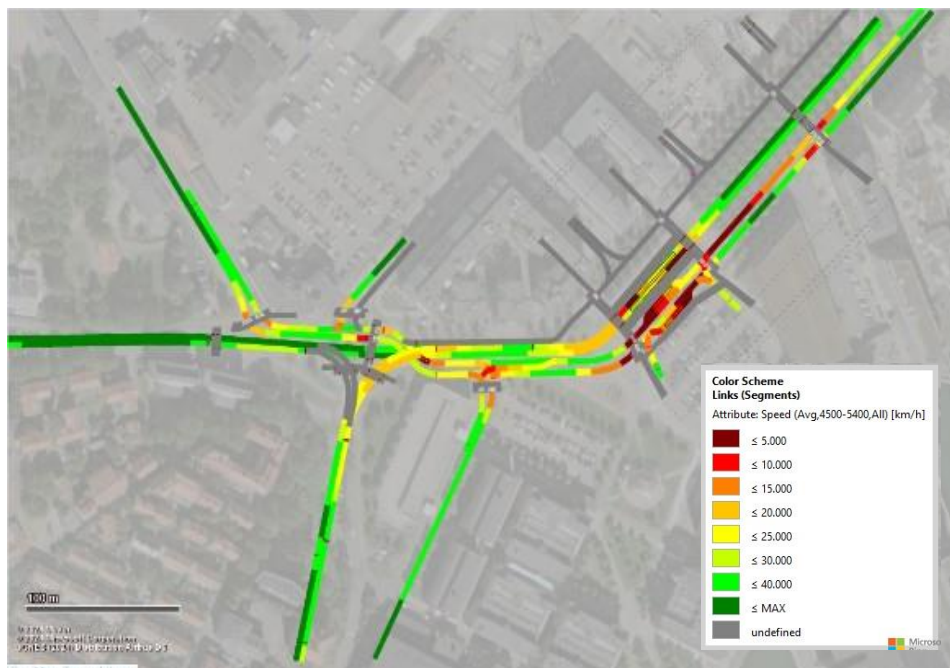 Color Scheme
Links (Segments)
Attribute: Speed (Avg,4500-5400,All) [km/h]
≤ 5.000
≤ 10.000
≤ 15.000
≤ 20.000
≤ 25.000
≤ 30.000
≤ 40.000
≤ MAX
undefined
100 m
Microso